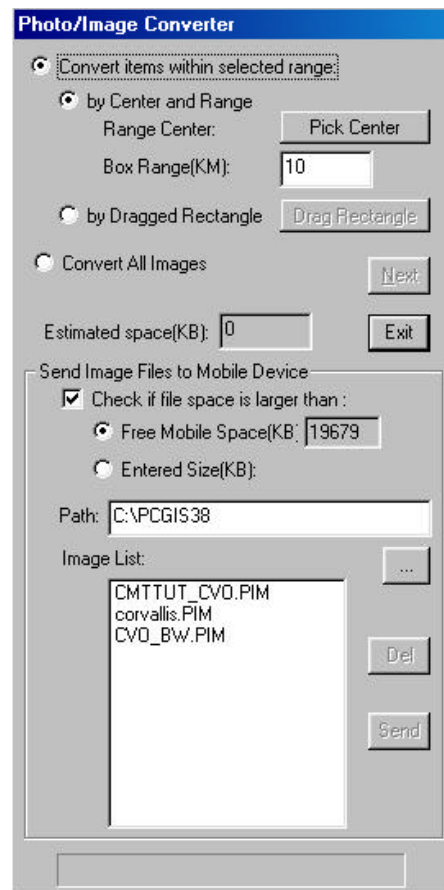 Photo/Image Converter
Convert items within selected range:
by Center and Range
Range Center: Pick Center
Box Range(KM): 10
by Dragged Rectangle Drag Rectangle
Convert All Images
Next
Estimated space(KB): 0 Exit
Send Image Files to Mobile Device
Check if file space is larger than :
Free Mobile Space(KB) 19679
Entered Size(KB):
Path: C:\PCGIS38
Image List: ...
CMTTUT_CVO.PIM
corvallis.PIM
CVO_BW.PIM
Del
Send